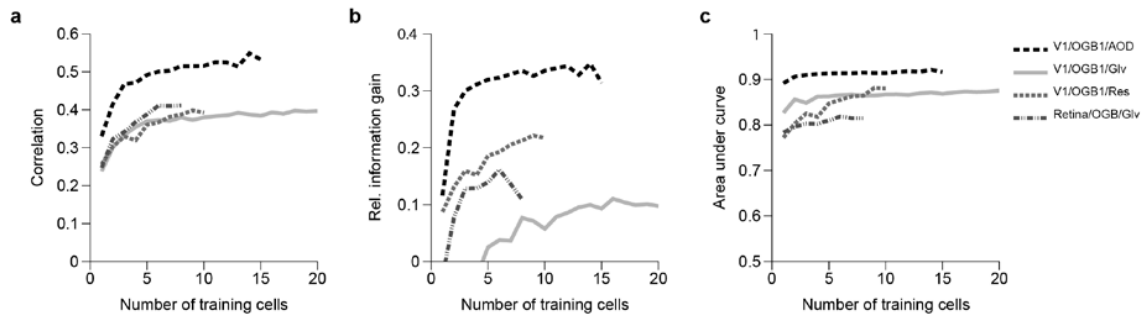 a
Correlation
0.6
0.5
0.4
0.3
0.2
0.1
0
0 5 10 15 20
Number of training cells
b
Rel. information gain
0.4
0.3
0.2
0.1
0
0 5 10 15 20
Number of training cells
c
Area under curve
1
0.9
0.8
0.7
0.6
0.5
0 5 10 15 20
Number of training cells
V1/OGB1/AOD
V1/OGB1/Glv
V1/OGB1/Res
Retina/OGB/Glv